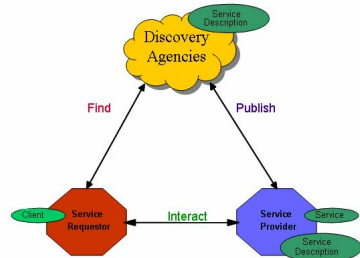 Service
Description
Discovery
Agencies
Find
Publish
Client
Service
Requestor
Interact
Service
Provider
Service
Service
Description